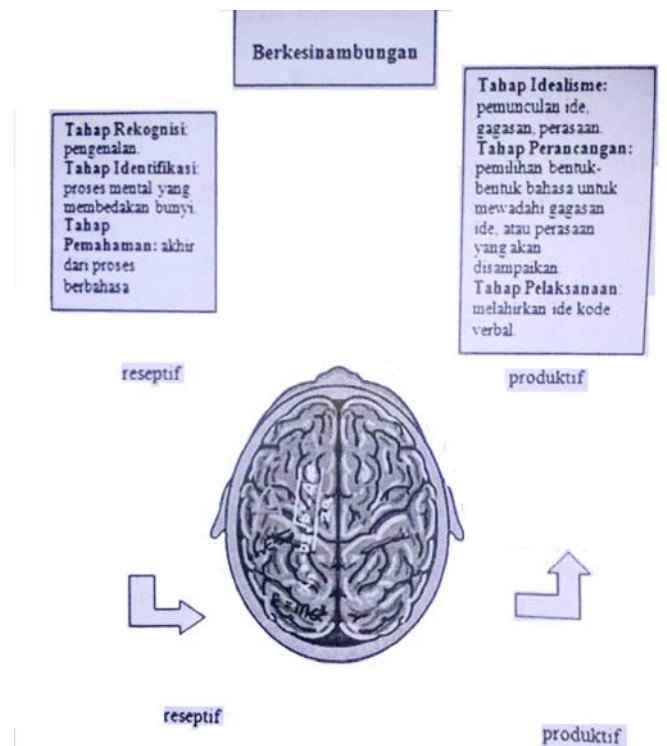 Berkesinambungan
Tahap Rekognisi:
pengenalan.
Tahap Identifikasi:
proses mental yang
membedakan bunyi.
Tahap
Pemahaman: akhir
dari proses
berbahasa
Tahap Idealisme:
pemunculan ide,
gagasan, perasaan.
Tahap Perancangan:
pemilihan bentuk-
bentuk bahasa untuk
mewadahi gagasan
ide, atau perasaan
yang akan
disampaikan.
Tahap Pelaksanaan:
melahirkan ide kode
verbal.
reseptif
produktif
reseptif
produktif